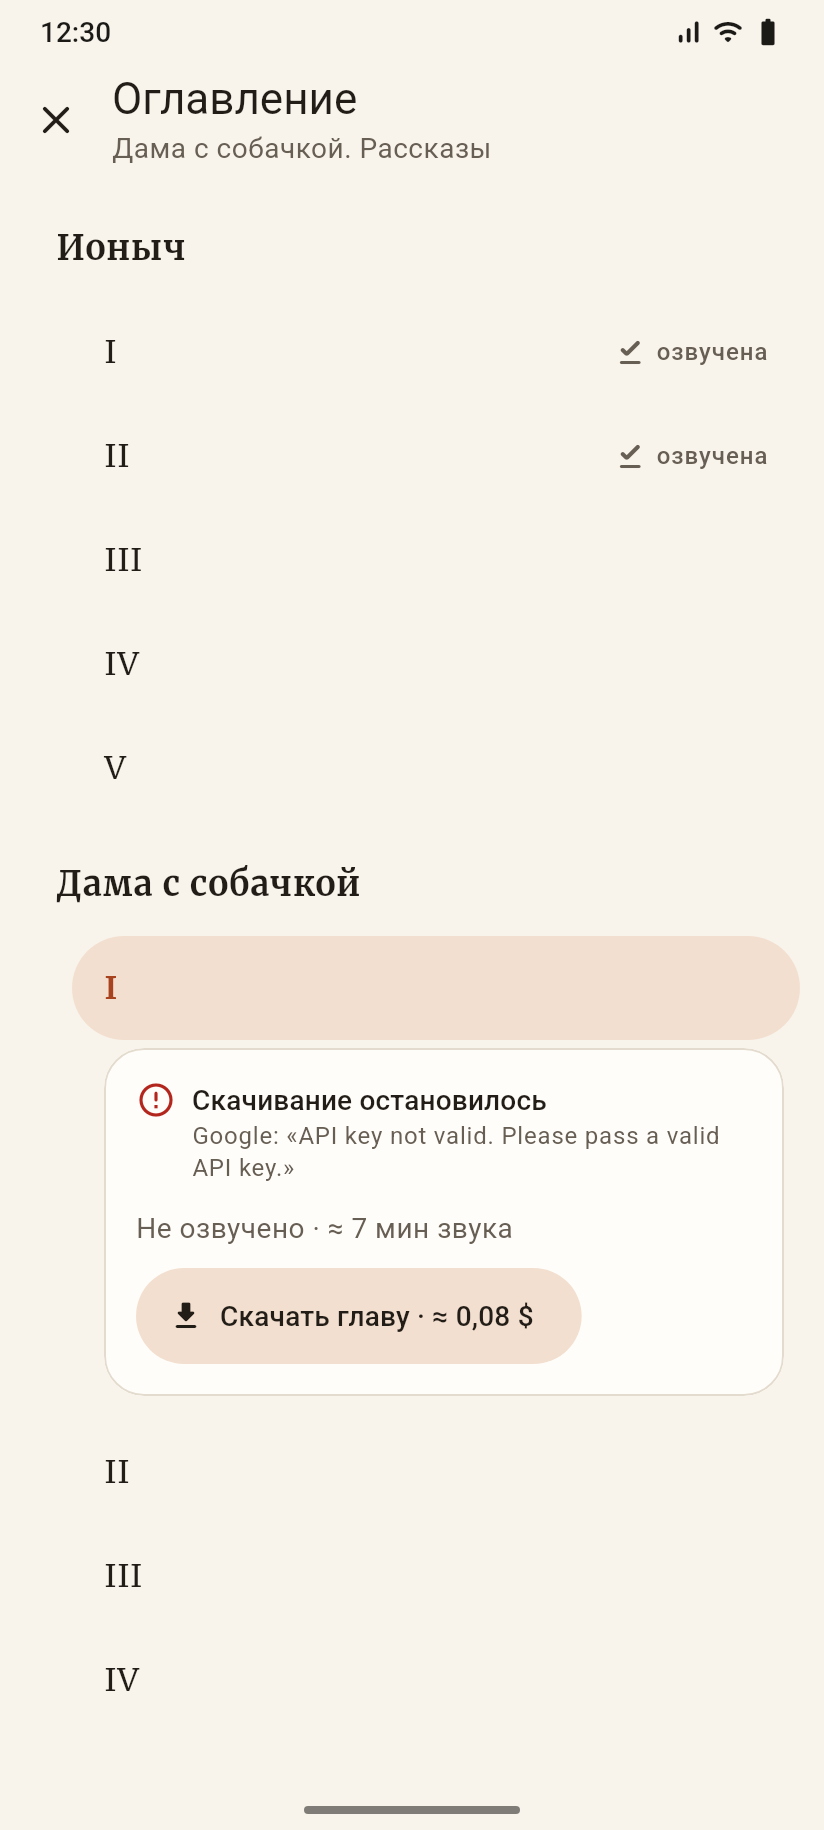 12:30
Оглавление
Дама с собачкой. Рассказы
Ионыч
I
озвучена
II
озвучена
III
IV
V
Дама с собачкой
I
Скачивание остановилось
Google: «API key not valid. Please pass a valid
API key.»
Не озвучено · ≈ 7 мин звука
Скачать главу · ≈ 0,08 $
II
III
IV